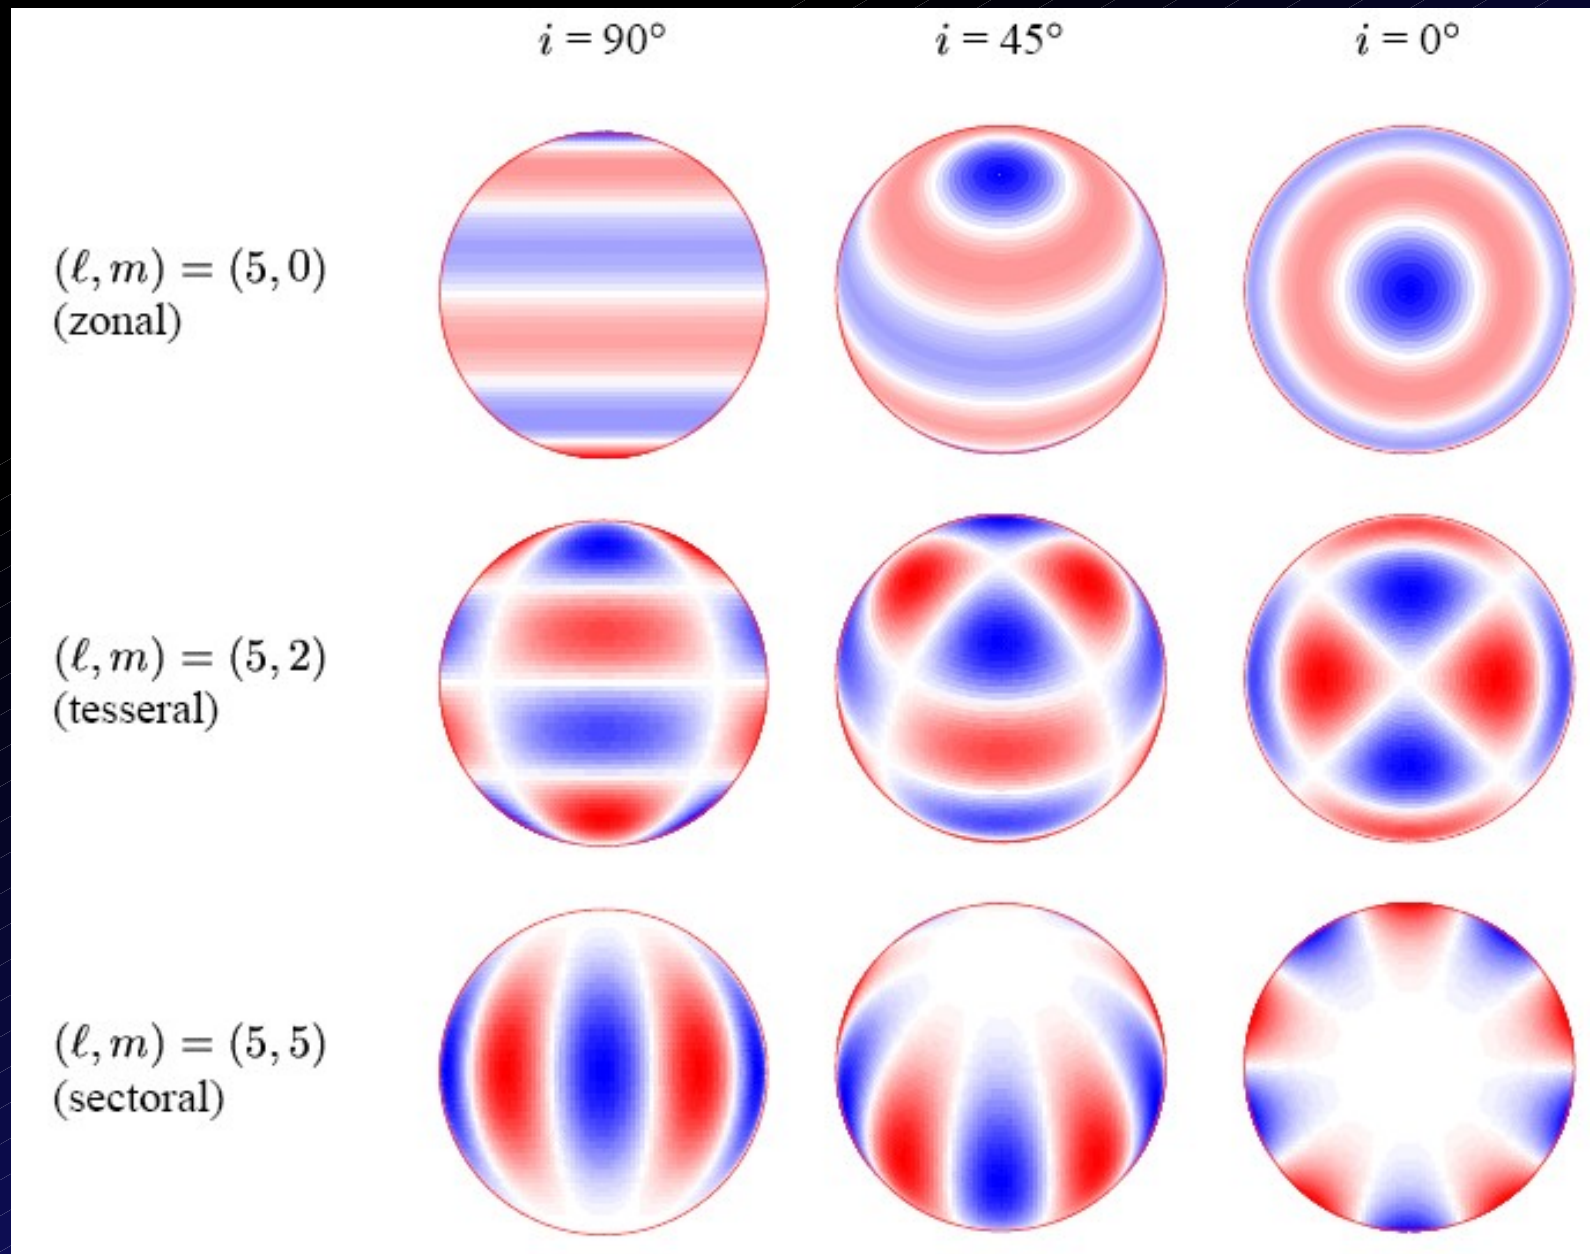 i = 90° i = 45° i = 0°
(ℓ, m) = (5, 0)
(zonal)
(ℓ, m) = (5, 2)
(tesseral)
(ℓ, m) = (5, 5)
(sectoral)